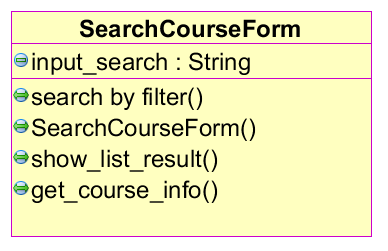 SearchCourseForm
input_search : String
search by filter()
SearchCourseForm()
show_list_result()
get_course_info()